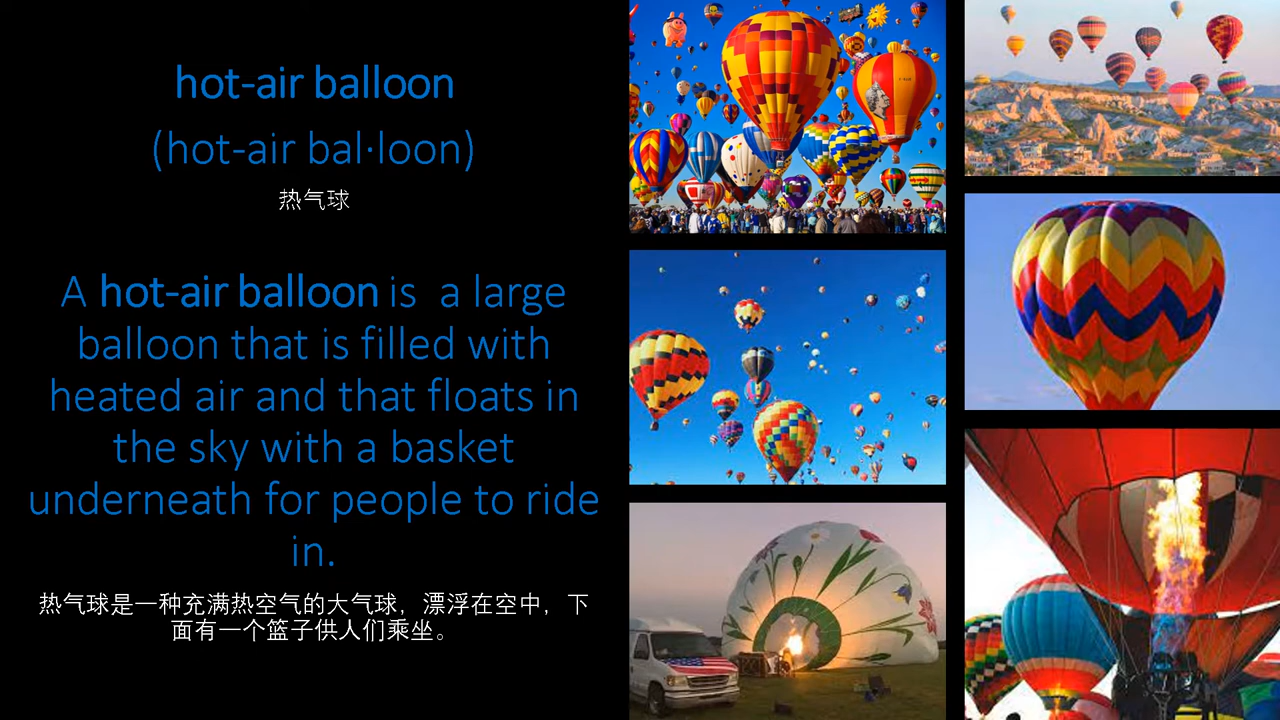 hot-air balloon
(hot-air bal·loon)
热气球
A hot-air balloon is  a large
balloon that is filled with
heated air and that floats in
the sky with a basket
underneath for people to ride
in.
热气球是一种充满热空气的大气球，漂浮在空中，下
面有一个篮子供人们乘坐。